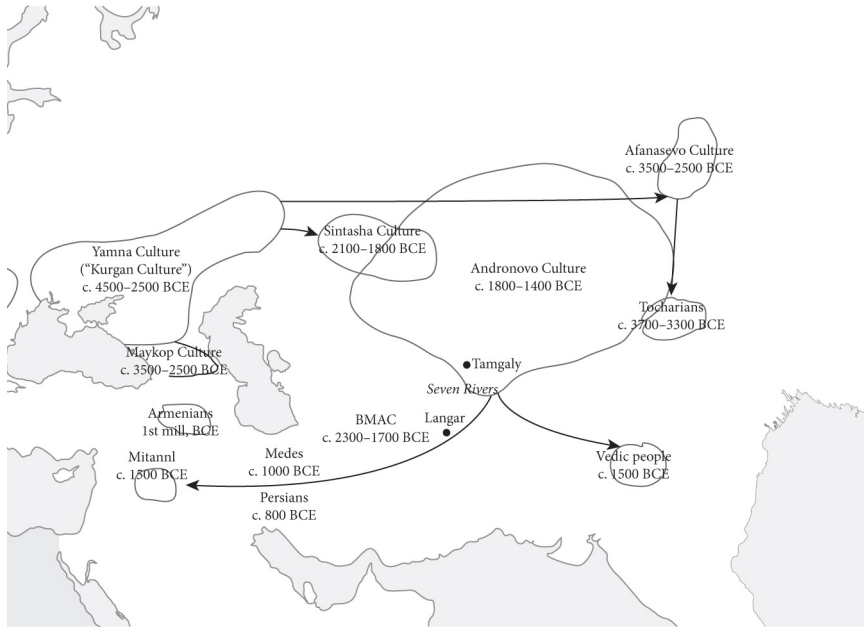 Afanasevo Culture
c. 3500–2500 BCE
Sintasha Culture
c. 2100–1800 BCE
Yamna Culture
(“Kurgan Culture”)
c. 4500–2500 BCE
Andronovo Culture
c. 1800–1400 BCE
Tocharians
c. 3700–3300 BCE
Maykop Culture
c. 3500–2500 BCE
Tamgaly
Seven Rivers
Armenians
1st mill, BCE
BMAC
c. 2300–1700 BCE
Langar
Mitannl
c. 1500 BCE
Medes
c. 1000 BCE
Vedic people
c. 1500 BCE
Persians
c. 800 BCE